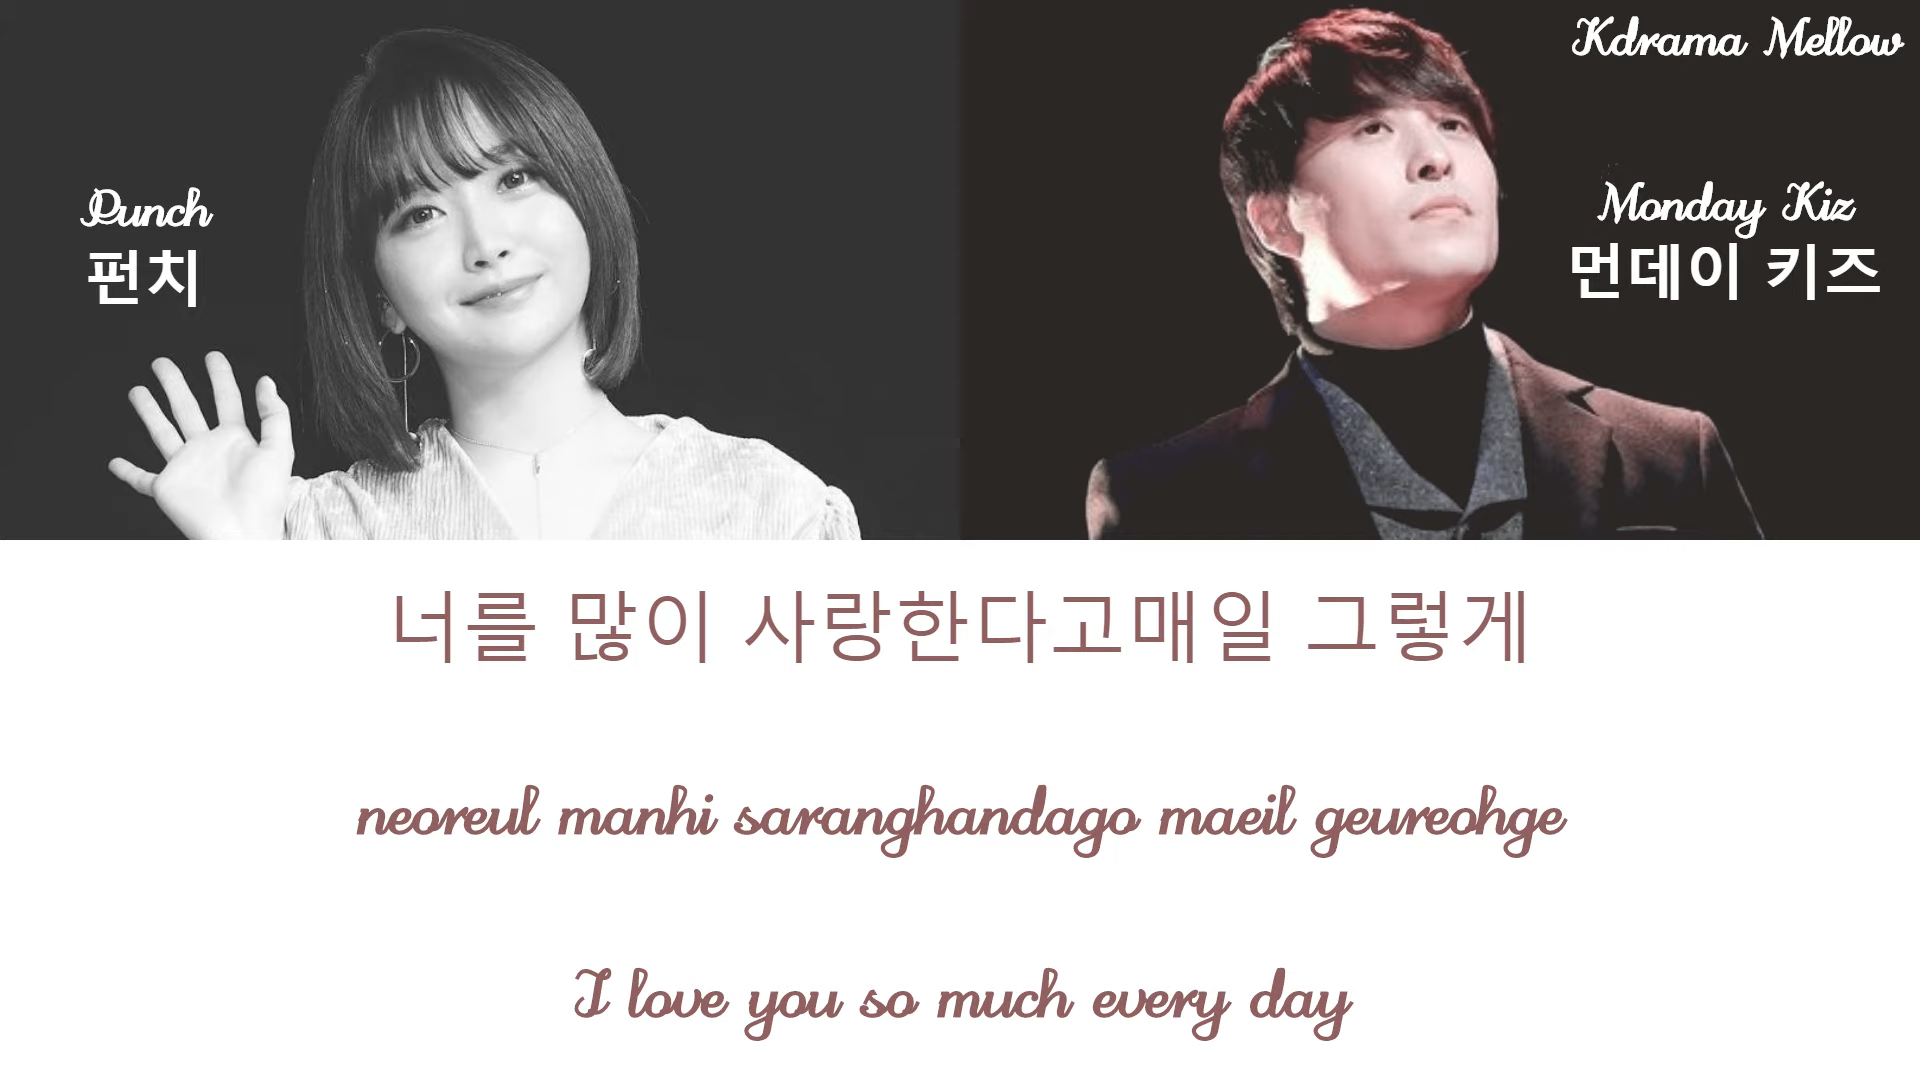 Kdrama Mellow
Punch
펀치
Monday Kiz
먼데이 키즈
너를 많이 사랑한다고매일 그렇게
neoreul manhi saranghandago maeil geureohge
I love you so much every day